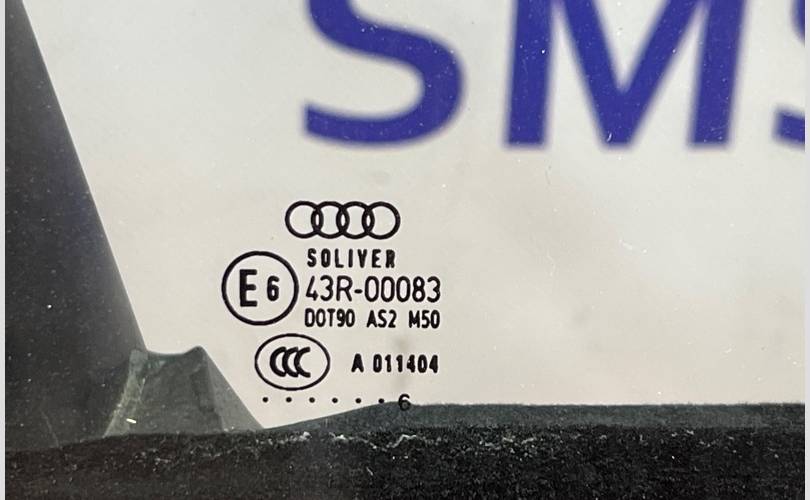 SMS
SOLIVER
E6 43R-00083
DOT90 AS2 M50
CCC A 011404
. . . . . . 6